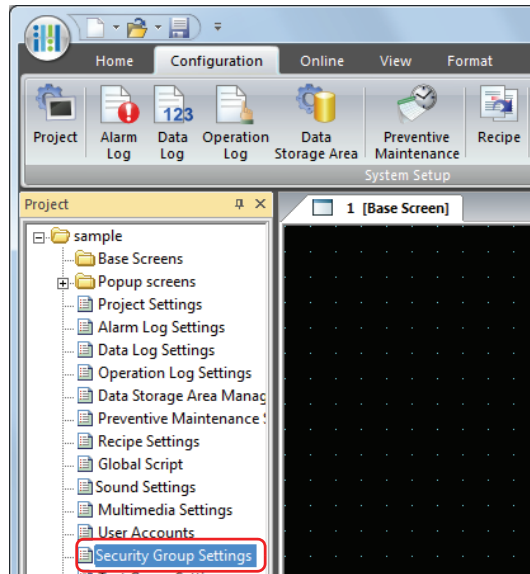 Home Configuration Online View Format
Project Alarm Log 123 Data Log Operation Log Data Storage Area Preventive Maintenance Recipe
System Setup
Project
1 [Base Screen]
sample
Base Screens
Popup screens
Project Settings
Alarm Log Settings
Data Log Settings
Operation Log Settings
Data Storage Area Manag
Preventive Maintenance
Recipe Settings
Global Script
Sound Settings
Multimedia Settings
User Accounts
Security Group Settings